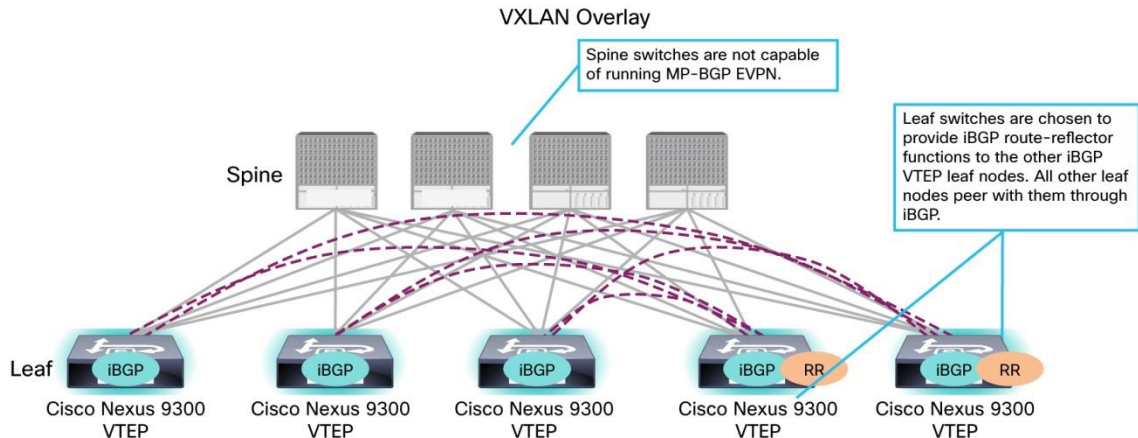 VXLAN Overlay
Spine switches are not capable
of running MP-BGP EVPN.
Leaf switches are chosen to
provide iBGP route-reflector
functions to the other iBGP
VTEP leaf nodes. All other leaf
nodes peer with them through
iBGP.
Spine
Leaf
iBGP
iBGP
iBGP
iBGP
RR
iBGP
RR
Cisco Nexus 9300
VTEP
Cisco Nexus 9300
VTEP
Cisco Nexus 9300
VTEP
Cisco Nexus 9300
VTEP
Cisco Nexus 9300
VTEP